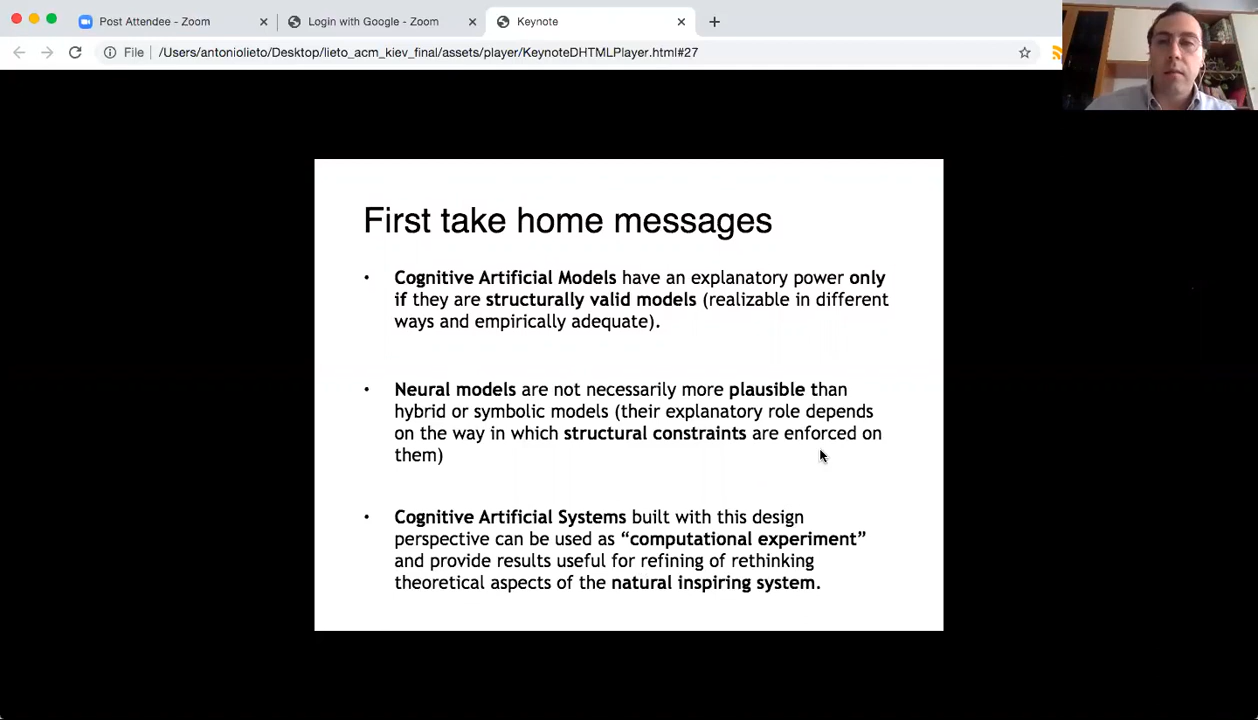 Post Attendee - Zoom
Login with Google - Zoom
Keynote
File
/Users/antoniolieto/Desktop/lieto_acm_kiev_final/assets/player/KeynoteDHTMLPlayer.html#27
First take home messages
• Cognitive Artificial Models have an explanatory power only
if they are structurally valid models (realizable in different
ways and empirically adequate).
• Neural models are not necessarily more plausible than
hybrid or symbolic models (their explanatory role depends
on the way in which structural constraints are enforced on
them)
• Cognitive Artificial Systems built with this design
perspective can be used as “computational experiment”
and provide results useful for refining of rethinking
theoretical aspects of the natural inspiring system.